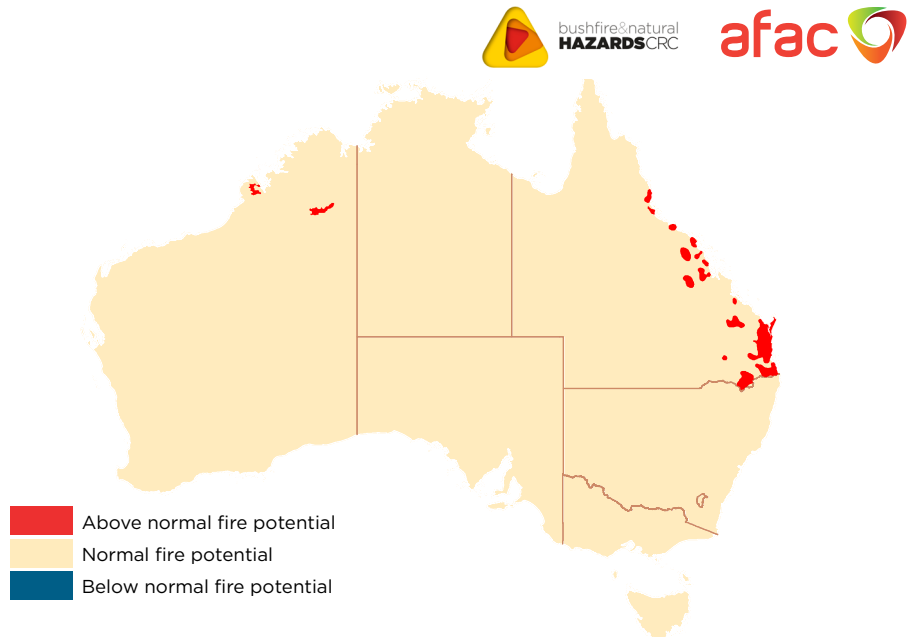 bushfire&natural
HAZARDSCRC
afac
Above normal fire potential
Normal fire potential
Below normal fire potential